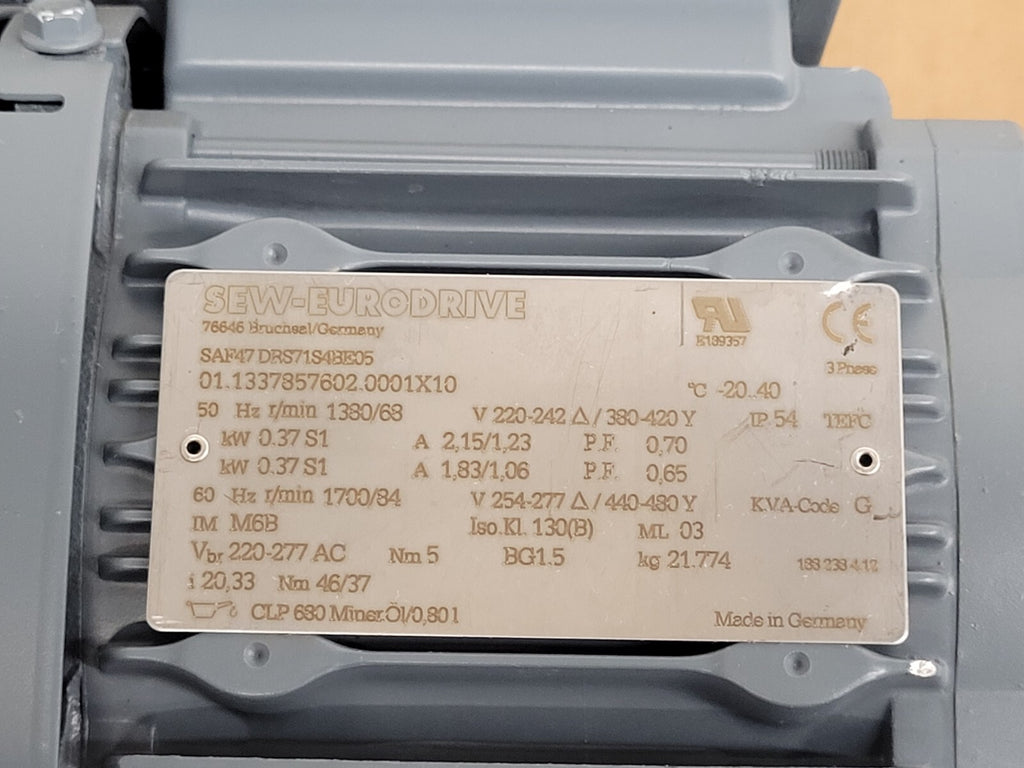 SEW-EURODRIVE
76646 Bruchsal/Germany
E189357
CE
SAF47 DRS71S4BE05
3 Phase
01.1337857602.0001X10
°C -20..40
50 Hz r/min 1380/68 V 220-242 Δ / 380-420 Y IP 54 TEFC
kW 0.37 S1 A 2,15/1,23 P.F. 0,70
kW 0.37 S1 A 1,83/1,06 P.F. 0,65
60 Hz r/min 1700/84 V 254-277 Δ / 440-480 Y KVA-Code G
IM M6B Iso.Kl. 130(B) ML 03
Vbr 220-277 AC Nm 5 BG1.5 kg 21.774
i 20,33 Nm 46/37
CLP 680 Miner.Öl/0,80 l Made in Germany